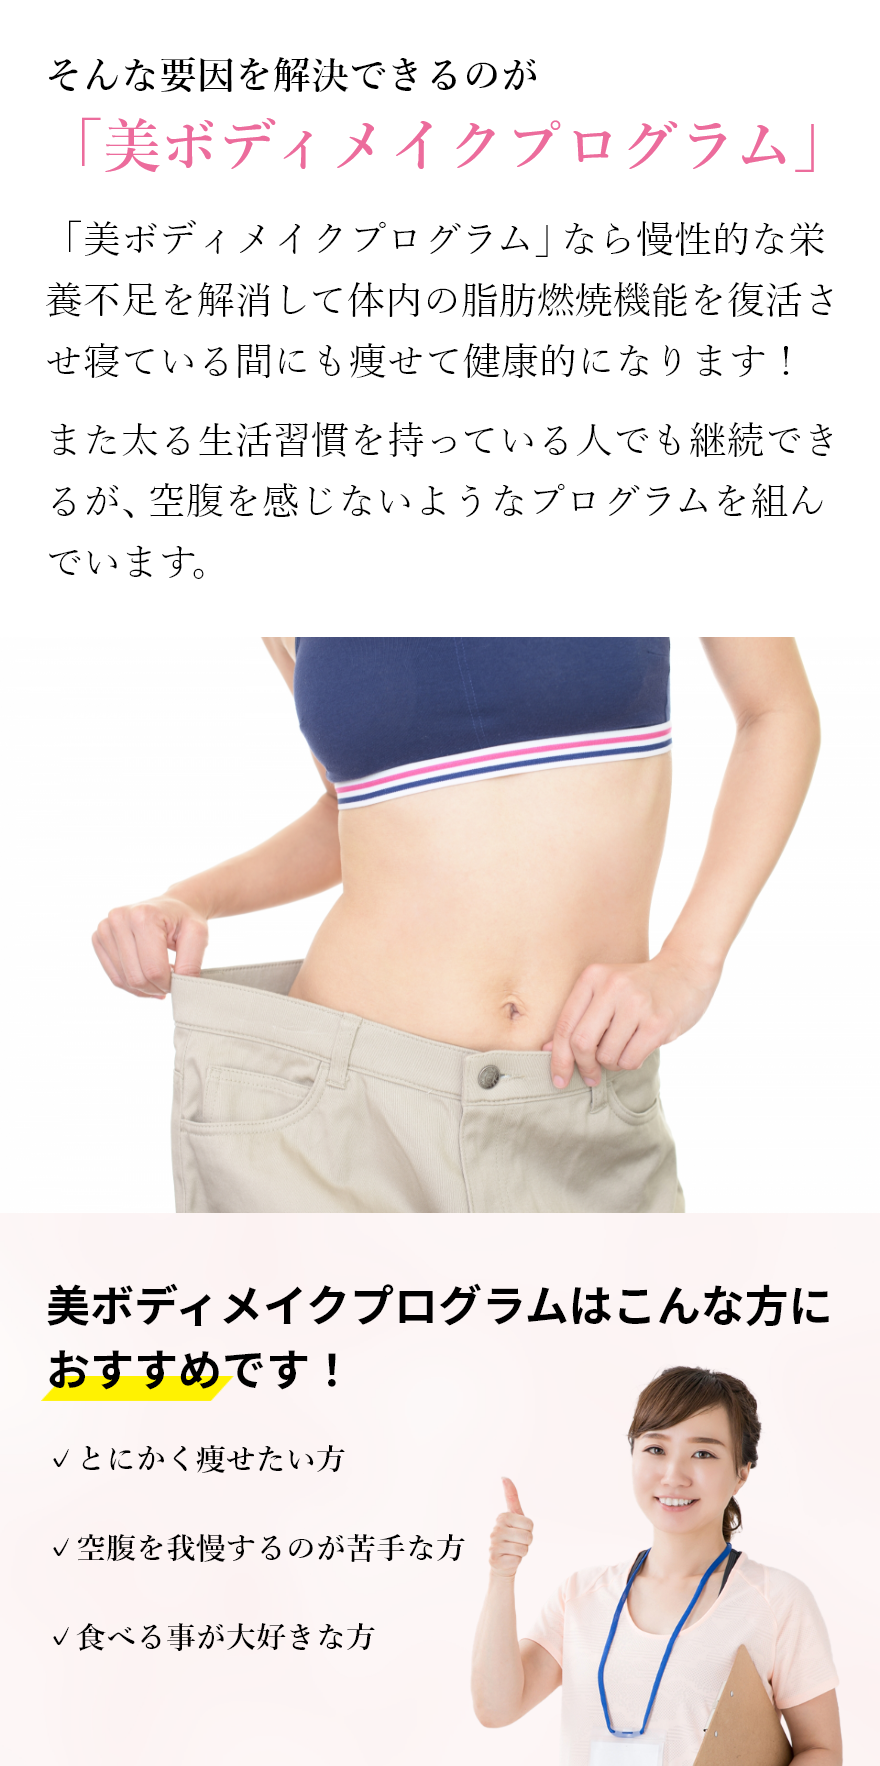 そんな要因を解決できるのが
「美ボディメイクプログラム」
「美ボディメイクプログラム」なら慢性的な栄
養不足を解消して体内の脂肪燃焼機能を復活さ
せ寝ている間にも痩せて健康的になります！
また太る生活習慣を持っている人でも継続でき
るが、空腹を感じないようなプログラムを組ん
でいます。
美ボディメイクプログラムはこんな方に
おすすめです！
✓とにかく痩せたい方
✓空腹を我慢するのが苦手な方
✓食べる事が大好きな方